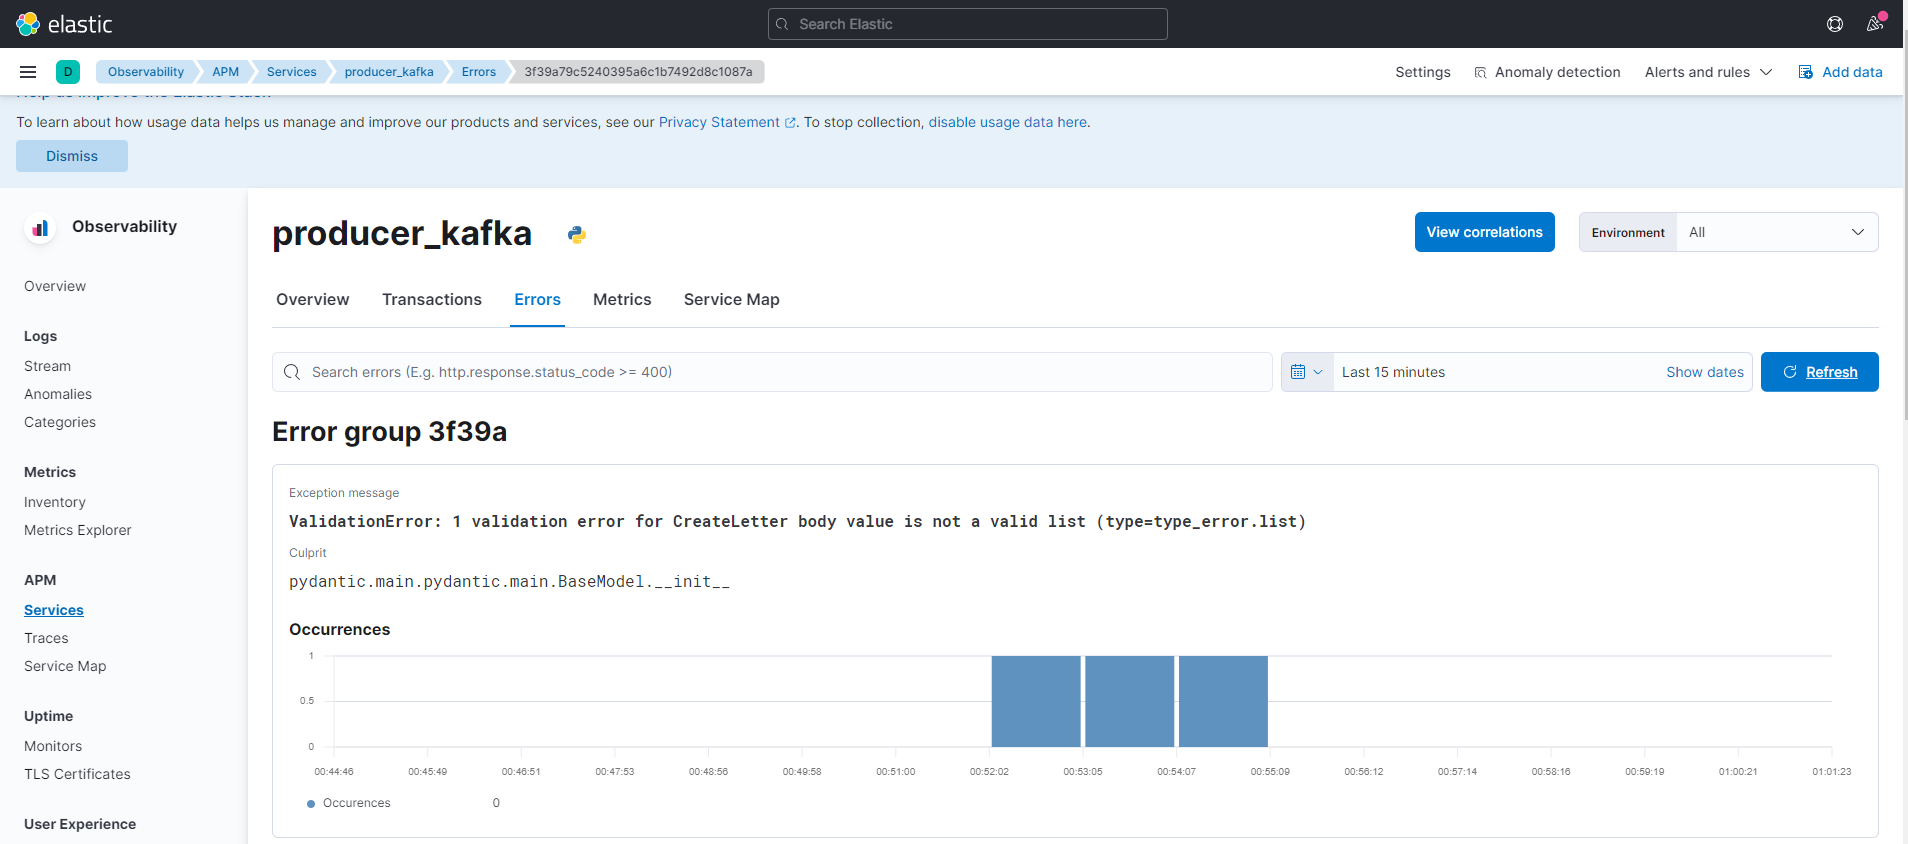 elastic
Search Elastic
D
Observability APM Services producer_kafka Errors 3f39a79c5240395a6c1b7492d8c1087a
Settings Anomaly detection Alerts and rules Add data
Help us improve the Elastic Stack
To learn about how usage data helps us manage and improve our products and services, see our Privacy Statement. To stop collection, disable usage data here.
Dismiss
Observability
Overview
Logs
Stream
Anomalies
Categories
Metrics
Inventory
Metrics Explorer
APM
Services
Traces
Service Map
Uptime
Monitors
TLS Certificates
User Experience
producer_kafka
View correlations
Environment All
Overview Transactions Errors Metrics Service Map
Search errors (E.g. http.response.status_code >= 400)
Last 15 minutes Show dates
Refresh
Error group 3f39a
Exception message
ValidationError: 1 validation error for CreateLetter body value is not a valid list (type=type_error.list)
Culprit
pydantic.main.pydantic.main.BaseModel.__init__
Occurrences
1
0.5
0
00:44:46 00:45:49 00:46:51 00:47:53 00:48:56 00:49:58 00:51:00 00:52:02 00:53:05 00:54:07 00:55:09 00:56:12 00:57:14 00:58:16 00:59:19 01:00:21 01:01:23
Occurences 0